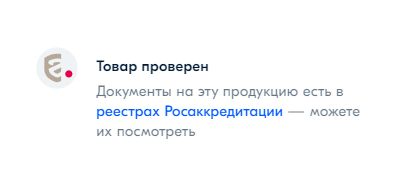 Товар проверен
Документы на эту продукцию есть в
реестрах Росаккредитации — можете
их посмотреть